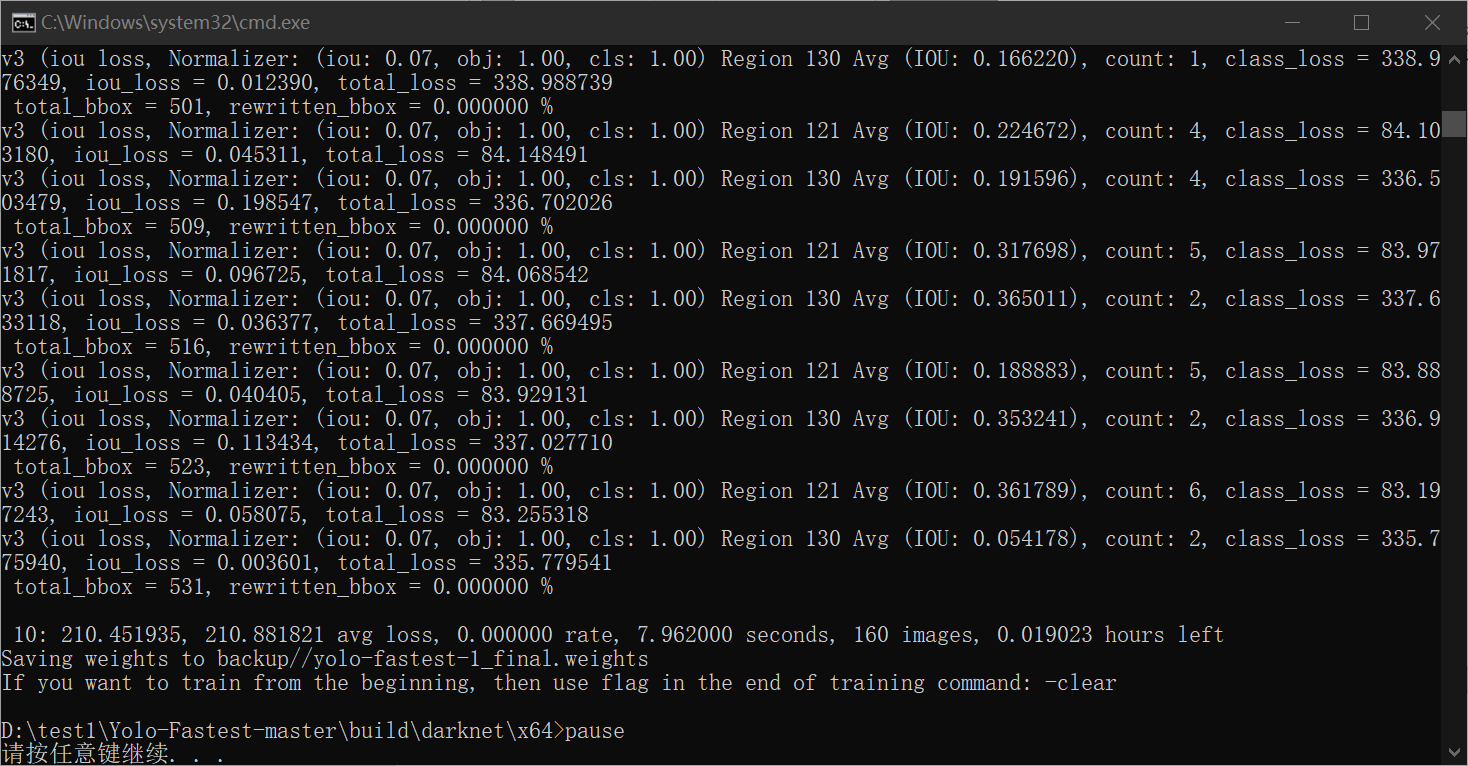 C:\Windows\system32\cmd.exe
v3 (iou loss, Normalizer: (iou: 0.07, obj: 1.00, cls: 1.00) Region 130 Avg (IOU: 0.166220), count: 1, class_loss = 338.9
76349, iou_loss = 0.012390, total_loss = 338.988739
 total_bbox = 501, rewritten_bbox = 0.000000 %
v3 (iou loss, Normalizer: (iou: 0.07, obj: 1.00, cls: 1.00) Region 121 Avg (IOU: 0.224672), count: 4, class_loss = 84.10
3180, iou_loss = 0.045311, total_loss = 84.148491
v3 (iou loss, Normalizer: (iou: 0.07, obj: 1.00, cls: 1.00) Region 130 Avg (IOU: 0.191596), count: 4, class_loss = 336.5
03479, iou_loss = 0.198547, total_loss = 336.702026
 total_bbox = 509, rewritten_bbox = 0.000000 %
v3 (iou loss, Normalizer: (iou: 0.07, obj: 1.00, cls: 1.00) Region 121 Avg (IOU: 0.317698), count: 5, class_loss = 83.97
1817, iou_loss = 0.096725, total_loss = 84.068542
v3 (iou loss, Normalizer: (iou: 0.07, obj: 1.00, cls: 1.00) Region 130 Avg (IOU: 0.365011), count: 2, class_loss = 337.6
33118, iou_loss = 0.036377, total_loss = 337.669495
 total_bbox = 516, rewritten_bbox = 0.000000 %
v3 (iou loss, Normalizer: (iou: 0.07, obj: 1.00, cls: 1.00) Region 121 Avg (IOU: 0.188883), count: 5, class_loss = 83.88
8725, iou_loss = 0.040405, total_loss = 83.929131
v3 (iou loss, Normalizer: (iou: 0.07, obj: 1.00, cls: 1.00) Region 130 Avg (IOU: 0.353241), count: 2, class_loss = 336.9
14276, iou_loss = 0.113434, total_loss = 337.027710
 total_bbox = 523, rewritten_bbox = 0.000000 %
v3 (iou loss, Normalizer: (iou: 0.07, obj: 1.00, cls: 1.00) Region 121 Avg (IOU: 0.361789), count: 6, class_loss = 83.19
7243, iou_loss = 0.058075, total_loss = 83.255318
v3 (iou loss, Normalizer: (iou: 0.07, obj: 1.00, cls: 1.00) Region 130 Avg (IOU: 0.054178), count: 2, class_loss = 335.7
75940, iou_loss = 0.003601, total_loss = 335.779541
 total_bbox = 531, rewritten_bbox = 0.000000 %
 10: 210.451935, 210.881821 avg loss, 0.000000 rate, 7.962000 seconds, 160 images, 0.019023 hours left
Saving weights to backup//yolo-fastest-1_final.weights
If you want to train from the beginning, then use flag in the end of training command: -clear
D:\test1\Yolo-Fastest-master\build\darknet\x64>pause
请按任意键继续. . .